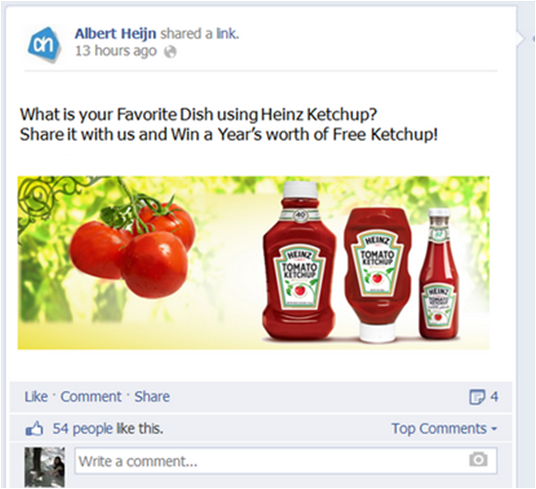 ah
Albert Heijn shared a link.
13 hours ago
What is your Favorite Dish using Heinz Ketchup?
Share it with us and Win a Year's worth of Free Ketchup!
40
HEINZ
TOMATO
KETCHUP
HEINZ
TOMATO
KETCHUP
HEINZ
TOMATO
KETCHUP
Like · Comment · Share
4
54 people like this.
Top Comments
Write a comment...